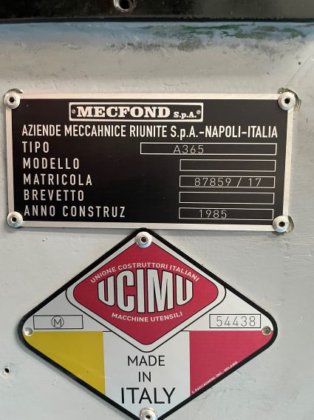 MECFOND S.p.A.
AZIENDE MECCAHNICE RIUNITE S.p.A.-NAPOLI-ITALIA
TIPO A365
MODELLO
MATRICOLA 87859 / 17
BREVETTO
ANNO CONSTRUZ 1985
UNIONE COSTRUTTORI ITALIANI
UCIMU
MACCHINE UTENSILI
M 54438
MADE
IN
ITALY